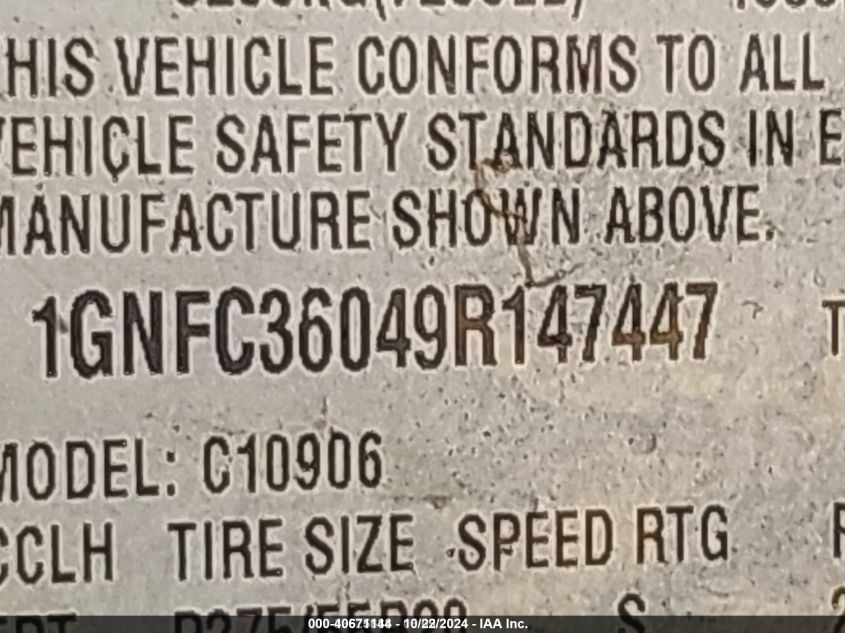 HIS VEHICLE CONFORMS TO ALL
VEHICLE SAFETY STANDARDS IN E
MANUFACTURE SHOWN ABOVE.
1GNFC36049R147447 T
MODEL: C10906
CCLH TIRE SIZE SPEED RTG
S
000-40671144 - 10/22/2024 - IAA Inc.